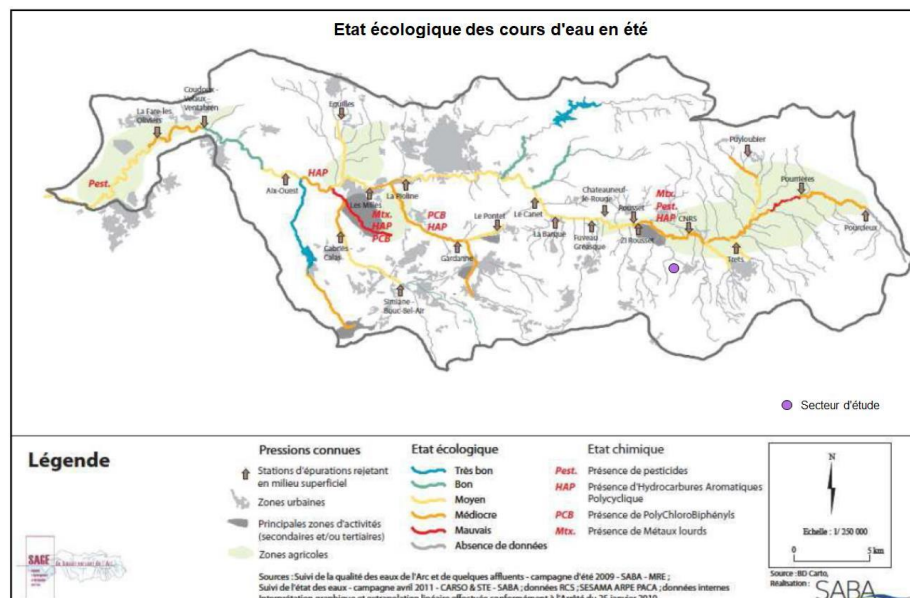 Etat écologique des cours d'eau en été
Coudoux -
Velaux -
Ventabren
La Fare-les
Oliviers
Eguilles
Puyloubier
Pourrières
Pourcieux
Pest.
HAP
Aix-Ouest
Les Milles
La Pioline
Mtx.
HAP
PCB
PCB
HAP
Cabriès -
Calas
Simiane -
Bouc-bel-Air
Gardanne
Le Pontet
Le Canet
La Barque
Chateauneuf-
le-Rouge
Fuveau
Gréasque
Rousset
ZI Rousset
Mtx.
Pest.
HAP
CNRS
Trets
Secteur d'étude
Légende
Pressions connues
Stations d'épurations rejetant
en milieu superficiel
Zones urbaines
Principales zones d'activités
(secondaires et/ou tertiaires)
Zones agricoles
Etat écologique
Très bon
Bon
Moyen
Médiocre
Mauvais
Absence de données
Etat chimique
Pest. Présence de pesticides
HAP Présence d'Hydrocarbures Aromatiques
Polycyclique
PCB Présence de PolyChloroBiphényls
Mtx. Présence de Métaux lourds
N
Echelle : 1/ 250 000
0 5 km
SAGE
Sources : Suivi de la qualité des eaux de l'Arc et de quelques affluents - campagne d'été 2009 - SABA - MRE ;
Suivi de l'état des eaux - campagne avril 2011 - CARSO & STE - SABA ; données RCS ; SESAMA ARPE PACA ; données internes
Source : BD Carto,
Réalisation :
SABA